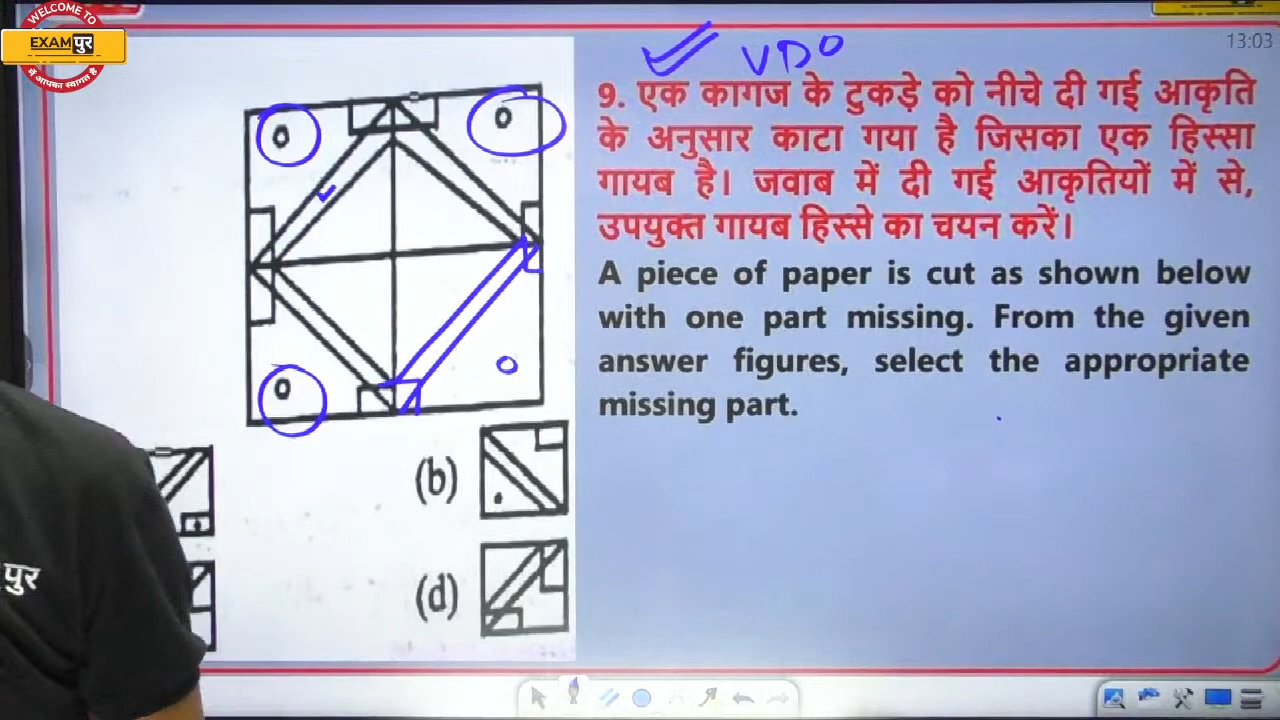 WELCOME TO
EXAMपुर
में आपका स्वागत है
13:03
VDO
9. एक कागज के टुकड़े को नीचे दी गई आकृति
के अनुसार काटा गया है जिसका एक हिस्सा
गायब है। जवाब में दी गई आकृतियों में से,
उपयुक्त गायब हिस्से का चयन करें।
A piece of paper is cut as shown below
with one part missing. From the given
answer figures, select the appropriate
missing part.
(b)
(d)
पुर